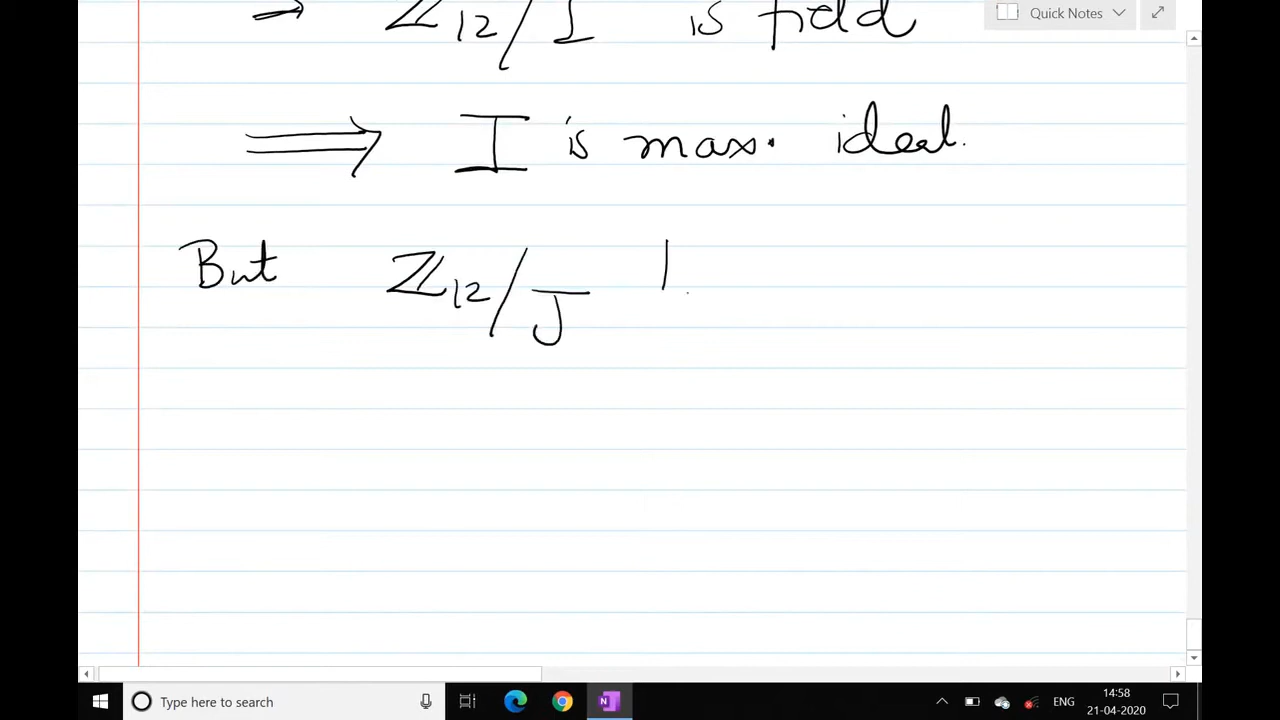 → ℤ12/I is field
Quick Notes
⟹ I is max. ideal.
But ℤ12/J
Type here to search
ENG
14:58
21-04-2020